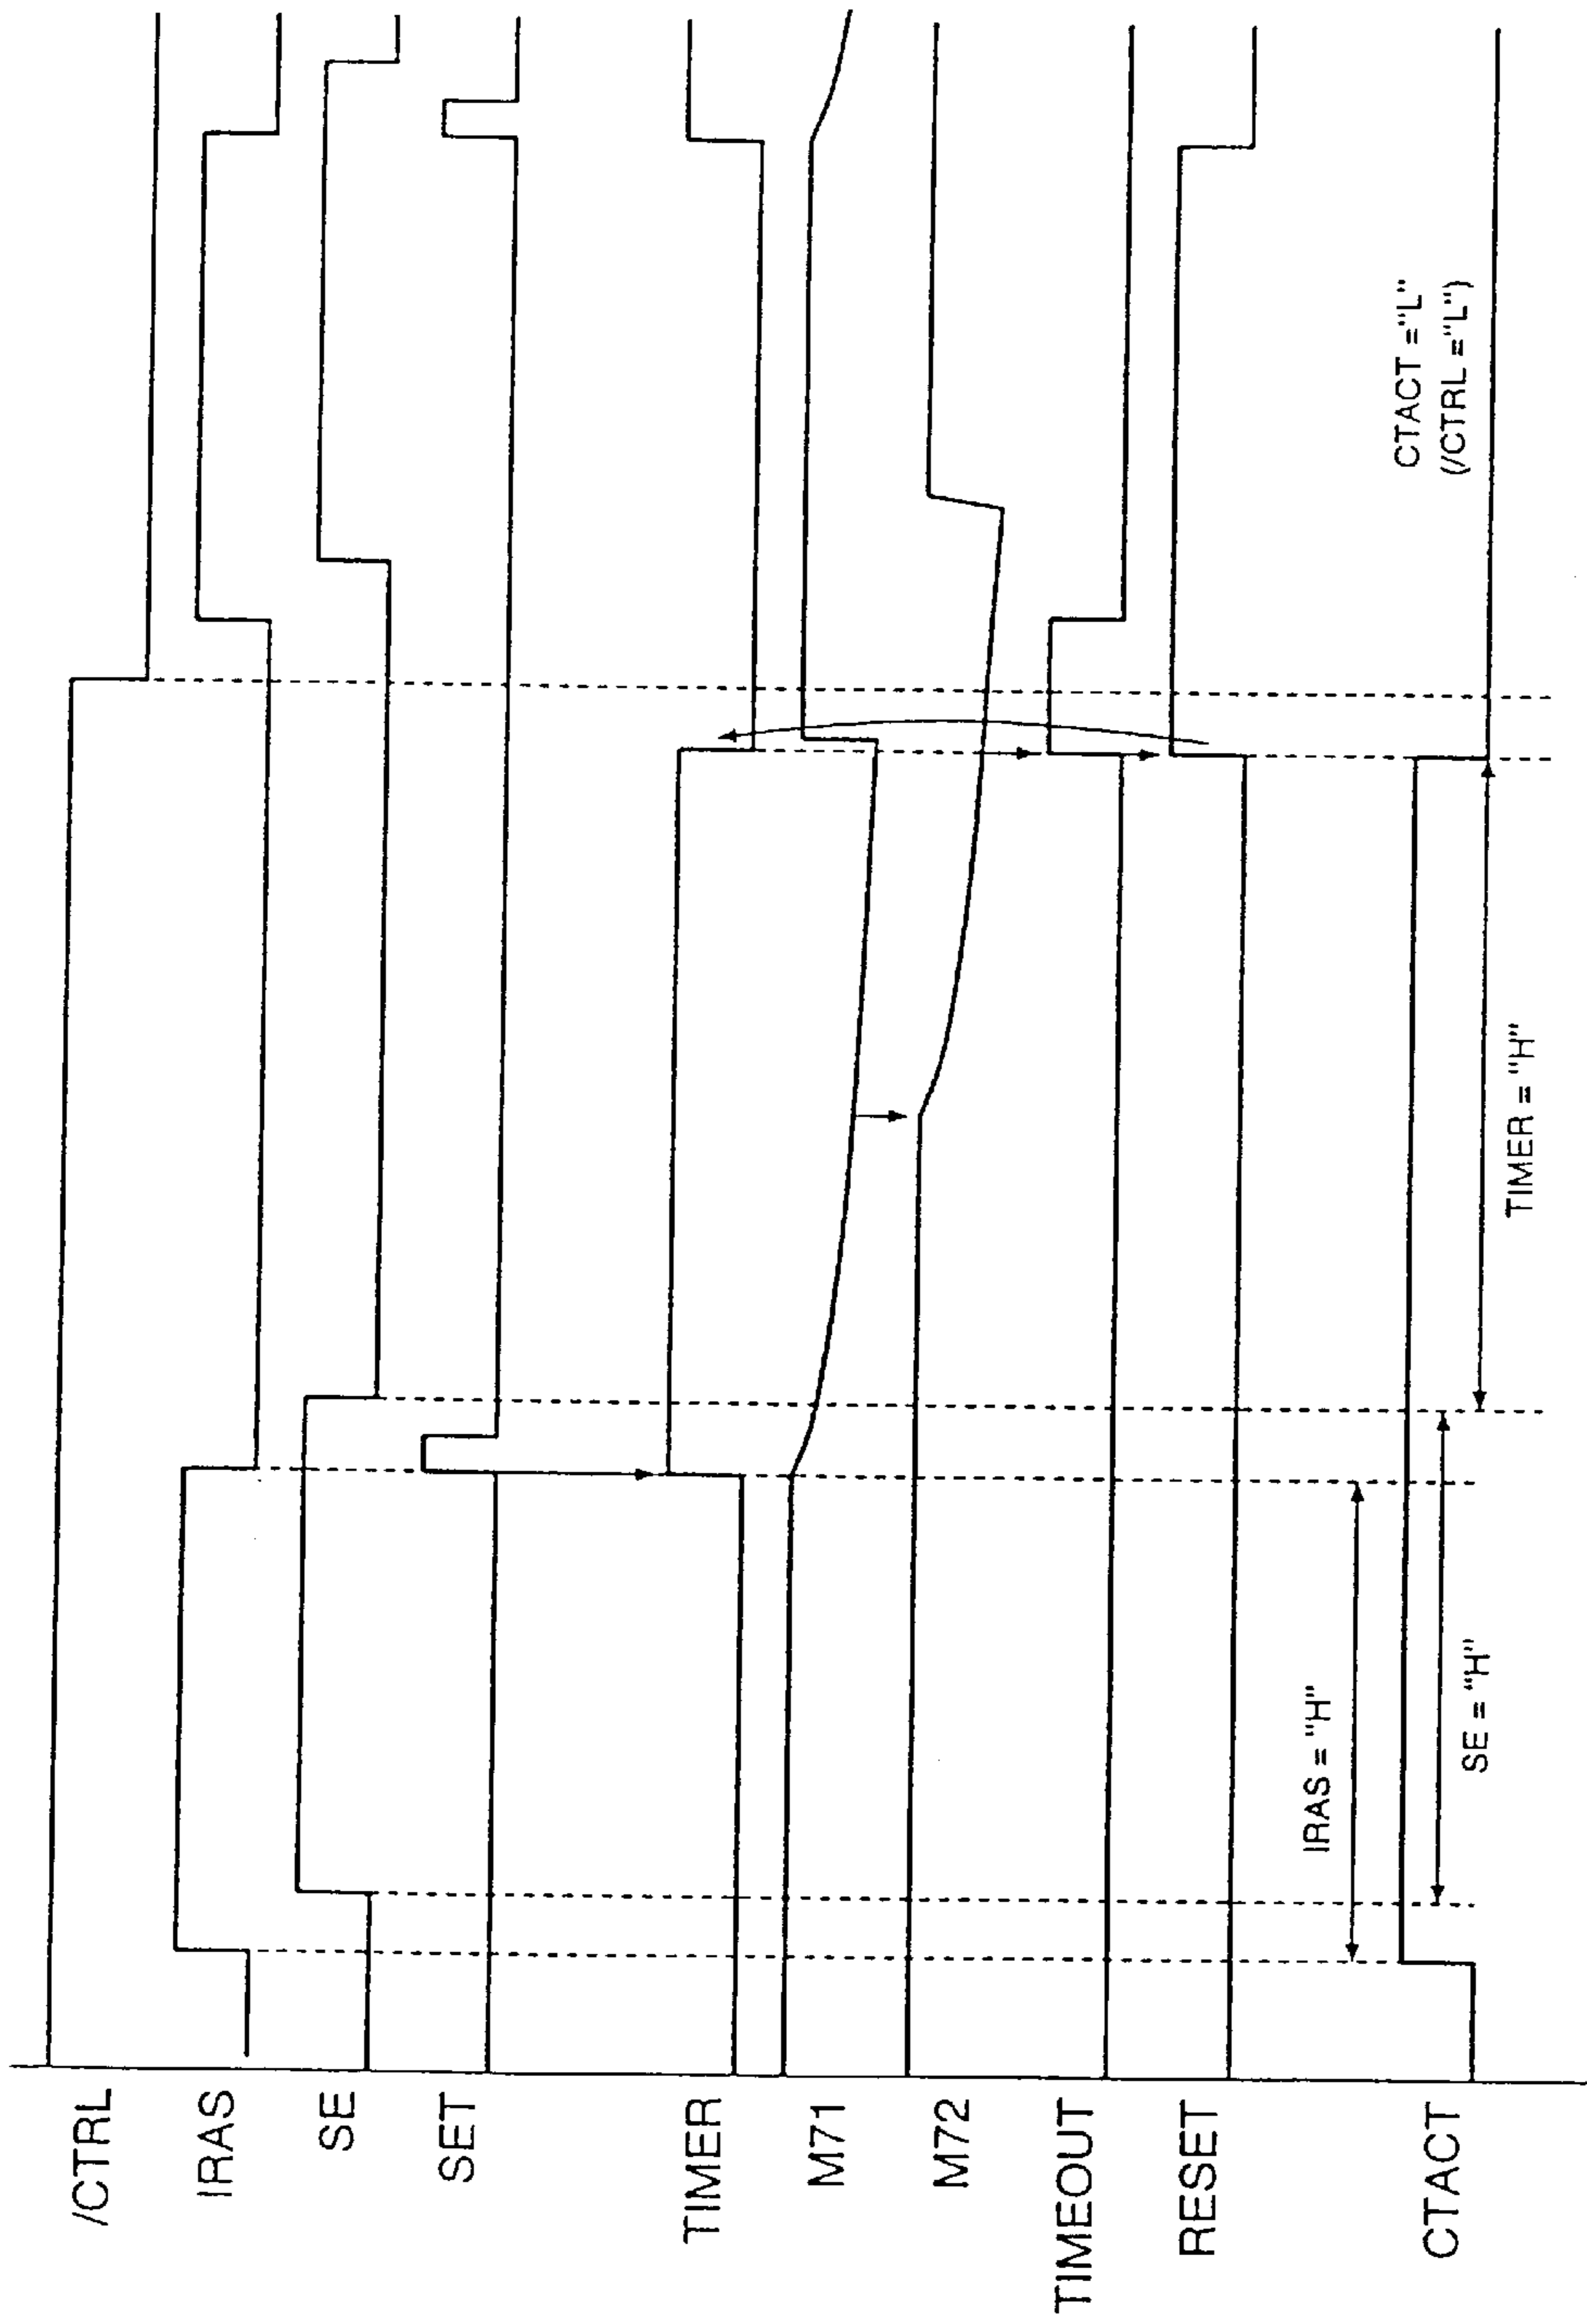 /CTRL
IRAS
SE
SET
TIMER
M71
M72
TIMEOUT
RESET
CTACT
IRAS = "H"
SE = "H"
TIMER = "H"
CTACT ="L"
(/CTRL ="L")